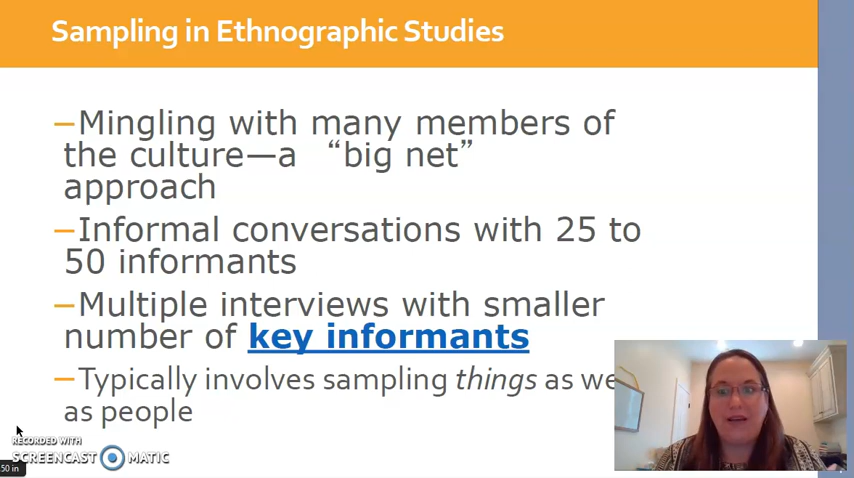 Sampling in Ethnographic Studies
–Mingling with many members of
the culture—a “big net”
approach
–Informal conversations with 25 to
50 informants
–Multiple interviews with smaller
number of key informants
–Typically involves sampling things as we
as people
RECORDED WITH
SCREENCAST MATIC
50 in